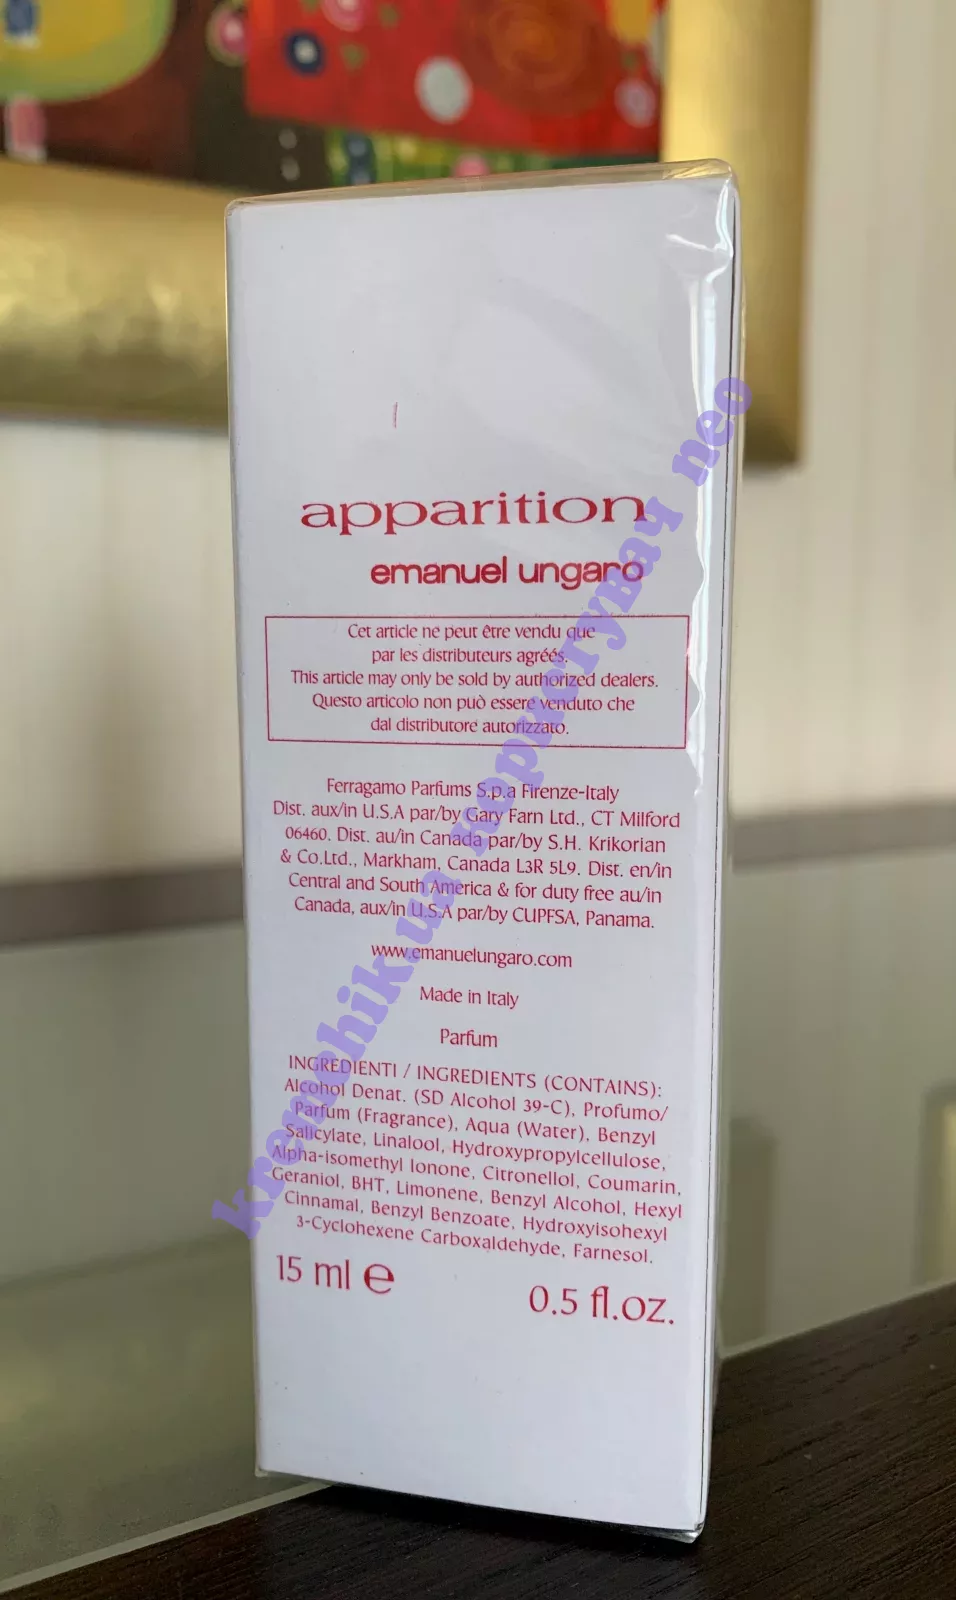 apparition
emanuel ungaro
Cet article ne peut être vendu que
par les distributeurs agréés.
This article may only be sold by authorized dealers.
Questo articolo non può essere venduto che
dal distributore autorizzato.
Ferragamo Parfums S.p.a Firenze-Italy
Dist. aux/in U.S.A par/by Gary Farn Ltd., CT Milford
06460. Dist. au/in Canada par/by S.H. Krikorian
& Co.Ltd., Markham, Canada L3R 5L9. Dist. en/in
Central and South America & for duty free au/in
Canada, aux/in U.S.A par/by CUPFSA, Panama.
www.emanuelungaro.com
Made in Italy
Parfum
INGREDIENTI / INGREDIENTS (CONTAINS):
Alcohol Denat. (SD Alcohol 39-C), Profumo/
Parfum (Fragrance), Aqua (Water), Benzyl
Salicylate, Linalool, Hydroxypropylcellulose,
Alpha-isomethyl Ionone, Citronellol, Coumarin,
Geraniol, BHT, Limonene, Benzyl Alcohol, Hexyl
Cinnamal, Benzyl Benzoate, Hydroxyisohexyl
3-Cyclohexene Carboxaldehyde, Farnesol.
15 ml e
0.5 fl.oz.
kremchik.ua користувач neo